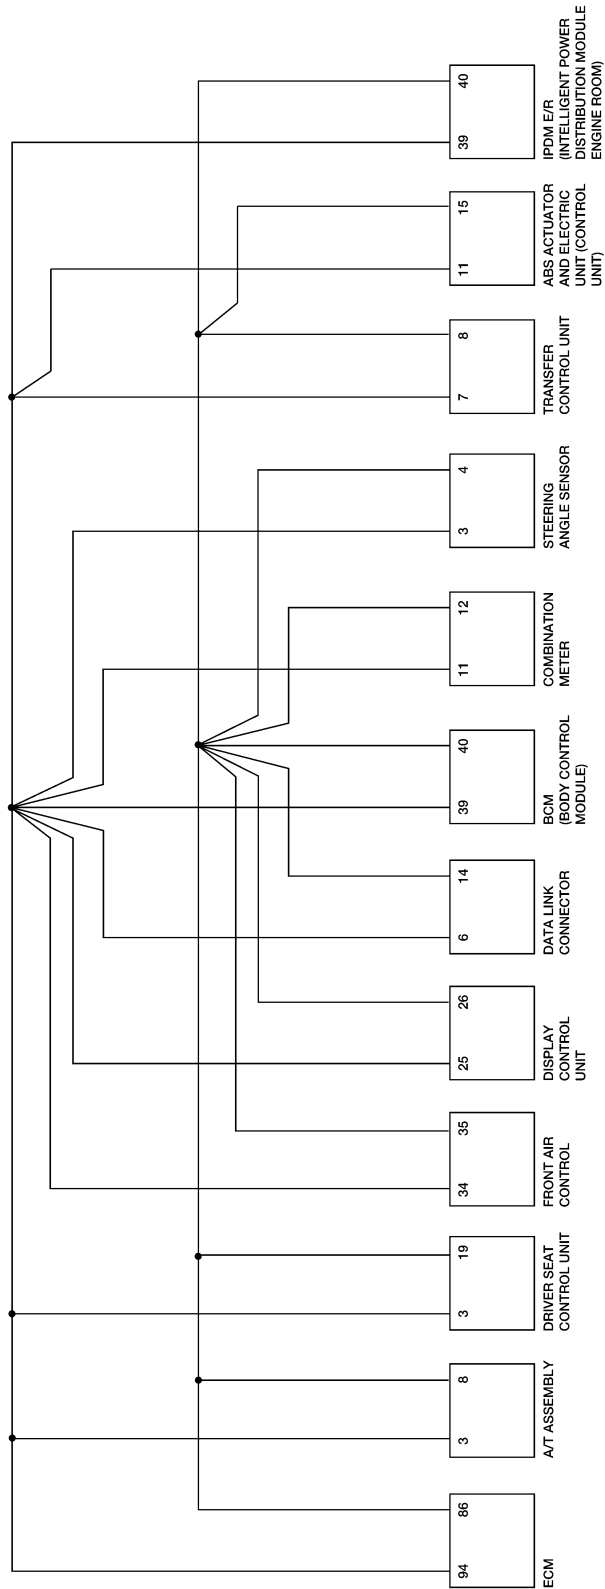 94
86
ECM
3
8
A/T ASSEMBLY
3
19
DRIVER SEAT
CONTROL UNIT
34
35
FRONT AIR
CONTROL
25
26
DISPLAY
CONTROL
UNIT
6
14
DATA LINK
CONNECTOR
39
40
BCM
(BODY CONTROL
MODULE)
11
12
COMBINATION
METER
3
4
STEERING
ANGLE SENSOR
7
8
TRANSFER
CONTROL UNIT
11
15
ABS ACTUATOR
AND ELECTRIC
UNIT (CONTROL
UNIT)
39
40
IPDM E/R
(INTELLIGENT POWER
DISTRIBUTION MODULE
ENGINE ROOM)